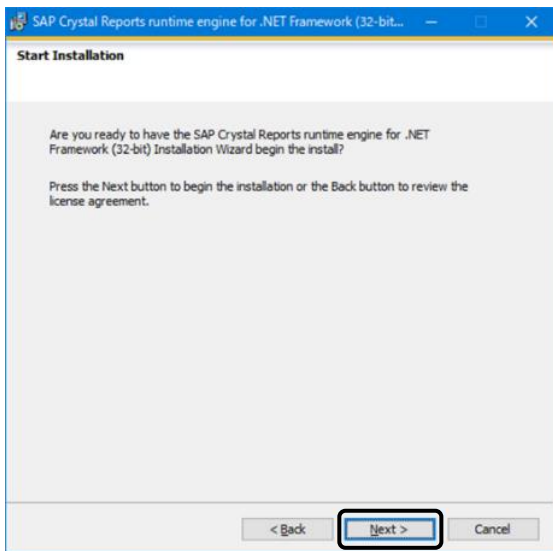 SAP Crystal Reports runtime engine for .NET Framework (32-bit...
Start Installation
Are you ready to have the SAP Crystal Reports runtime engine for .NET
Framework (32-bit) Installation Wizard begin the install?
Press the Next button to begin the installation or the Back button to review the
license agreement.
< Back Next > Cancel